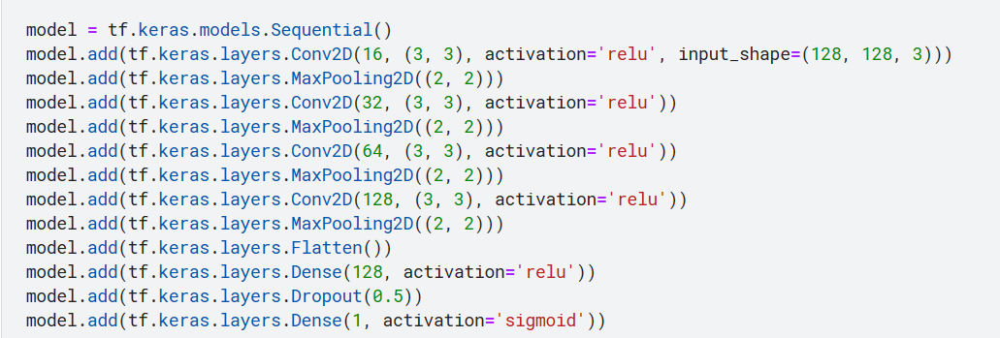 model = tf.keras.models.Sequential()
model.add(tf.keras.layers.Conv2D(16, (3, 3), activation='relu', input_shape=(128, 128, 3)))
model.add(tf.keras.layers.MaxPooling2D((2, 2)))
model.add(tf.keras.layers.Conv2D(32, (3, 3), activation='relu'))
model.add(tf.keras.layers.MaxPooling2D((2, 2)))
model.add(tf.keras.layers.Conv2D(64, (3, 3), activation='relu'))
model.add(tf.keras.layers.MaxPooling2D((2, 2)))
model.add(tf.keras.layers.Conv2D(128, (3, 3), activation='relu'))
model.add(tf.keras.layers.MaxPooling2D((2, 2)))
model.add(tf.keras.layers.Flatten())
model.add(tf.keras.layers.Dense(128, activation='relu'))
model.add(tf.keras.layers.Dropout(0.5))
model.add(tf.keras.layers.Dense(1, activation='sigmoid'))